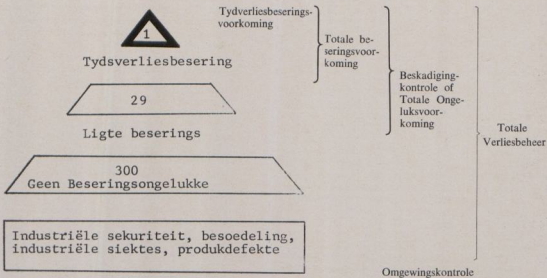 1
Tydsverliesbesering
29
Ligte beserings
300
Geen Beseringsongelukke
Industriële sekuriteit, besoedeling,
industriële siektes, produkdefekte
Tydverliesbeserings-
voorkoming
Totale be-
seringsvoor-
koming
Beskadiging-
kontrole of
Totale Onge-
luksvoor-
koming
Totale
Verliesbeheer
Omgewingskontrole